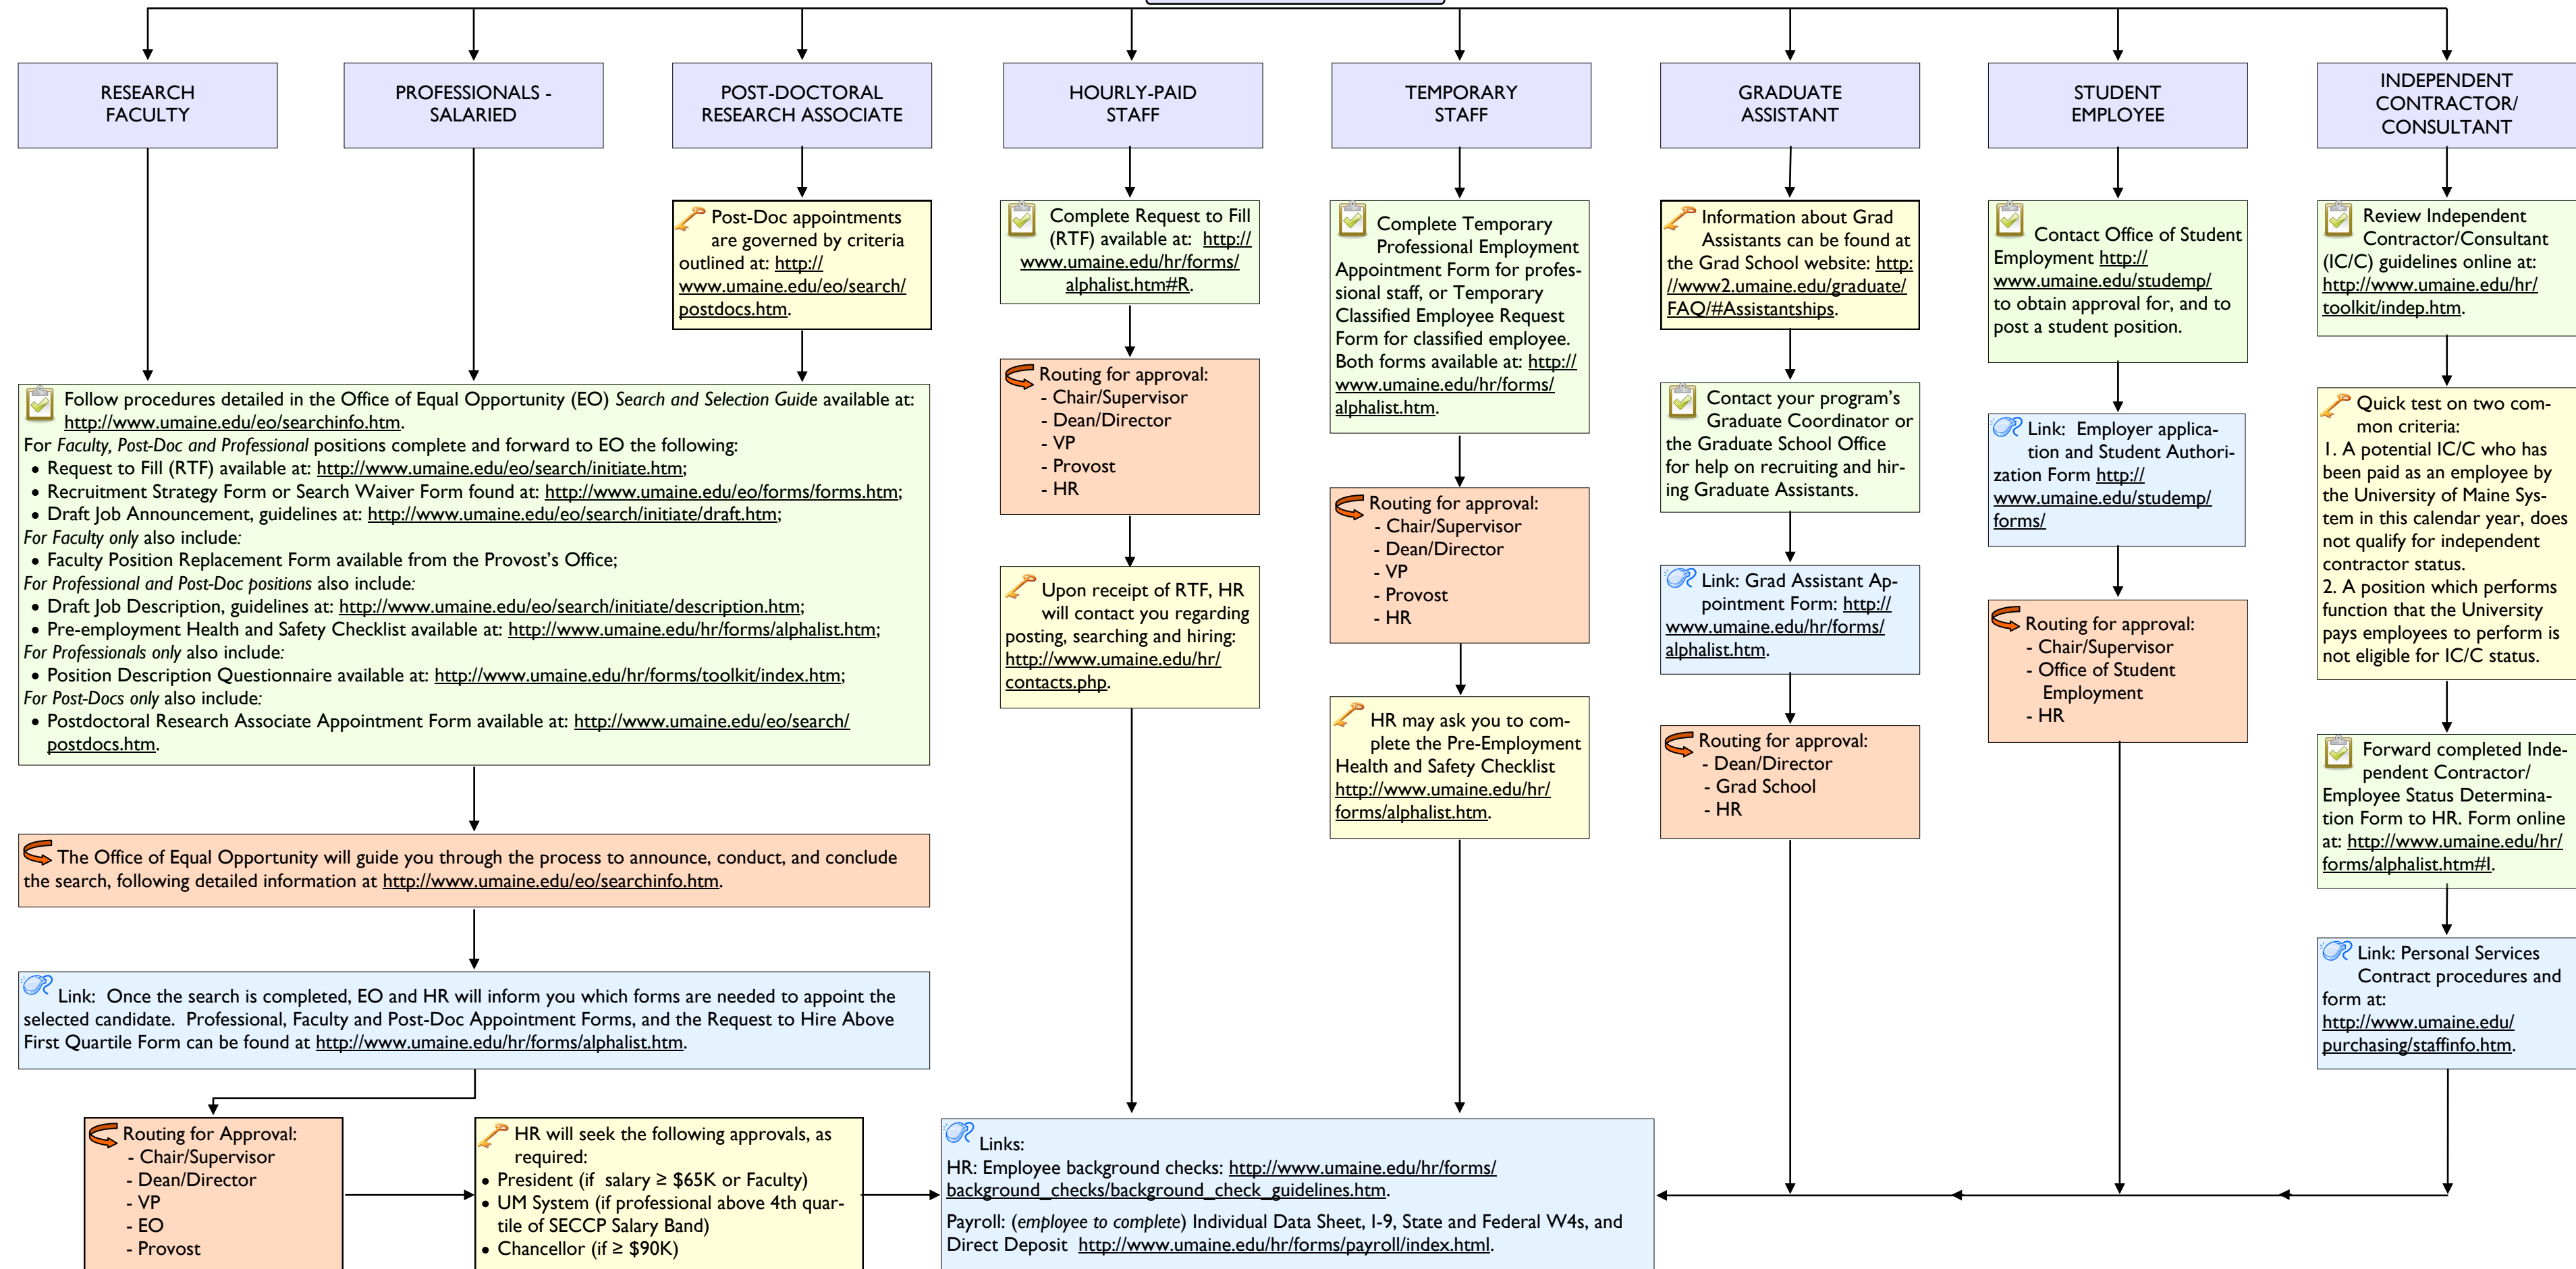 RESEARCH
FACULTY
PROFESSIONALS -
SALARIED
POST-DOCTORAL
RESEARCH ASSOCIATE
HOURLY-PAID
STAFF
TEMPORARY
STAFF
GRADUATE
ASSISTANT
STUDENT
EMPLOYEE
INDEPENDENT
CONTRACTOR/
CONSULTANT
Post-Doc appointments
are governed by criteria
outlined at: http://
www.umaine.edu/eo/search/
postdocs.htm.
Follow procedures detailed in the Office of Equal Opportunity (EO) Search and Selection Guide available at:
http://www.umaine.edu/eo/searchinfo.htm.
For Faculty, Post-Doc and Professional positions complete and forward to EO the following:
• Request to Fill (RTF) available at: http://www.umaine.edu/eo/search/initiate.htm;
• Recruitment Strategy Form or Search Waiver Form found at: http://www.umaine.edu/eo/forms/forms.htm;
• Draft Job Announcement, guidelines at: http://www.umaine.edu/eo/search/initiate/draft.htm;
For Faculty only also include:
• Faculty Position Replacement Form available from the Provost's Office;
For Professional and Post-Doc positions also include:
• Draft Job Description, guidelines at: http://www.umaine.edu/eo/search/initiate/description.htm;
• Pre-employment Health and Safety Checklist available at: http://www.umaine.edu/hr/forms/alphalist.htm;
For Professionals only also include:
• Position Description Questionnaire available at: http://www.umaine.edu/hr/forms/toolkit/index.htm;
For Post-Docs only also include:
• Postdoctoral Research Associate Appointment Form available at: http://www.umaine.edu/eo/search/
postdocs.htm.
The Office of Equal Opportunity will guide you through the process to announce, conduct, and conclude
the search, following detailed information at http://www.umaine.edu/eo/searchinfo.htm.
Link: Once the search is completed, EO and HR will inform you which forms are needed to appoint the
selected candidate. Professional, Faculty and Post-Doc Appointment Forms, and the Request to Hire Above
First Quartile Form can be found at http://www.umaine.edu/hr/forms/alphalist.htm.
Routing for Approval:
- Chair/Supervisor
- Dean/Director
- VP
- EO
- Provost
HR will seek the following approvals, as
required:
• President (if salary ≥ $65K or Faculty)
• UM System (if professional above 4th quar-
tile of SECCP Salary Band)
• Chancellor (if ≥ $90K)
Complete Request to Fill
(RTF) available at: http://
www.umaine.edu/hr/forms/
alphalist.htm#R.
Routing for approval:
- Chair/Supervisor
- Dean/Director
- VP
- Provost
- HR
Upon receipt of RTF, HR
will contact you regarding
posting, searching and hiring:
http://www.umaine.edu/hr/
contacts.php.
Complete Temporary
Professional Employment
Appointment Form for profes-
sional staff, or Temporary
Classified Employee Request
Form for classified employee.
Both forms available at: http://
www.umaine.edu/hr/forms/
alphalist.htm.
Routing for approval:
- Chair/Supervisor
- Dean/Director
- VP
- Provost
- HR
HR may ask you to com-
plete the Pre-Employment
Health and Safety Checklist
http://www.umaine.edu/hr/
forms/alphalist.htm.
Information about Grad
Assistants can be found at
the Grad School website: http:
//www2.umaine.edu/graduate/
FAQ/#Assistantships.
Contact your program's
Graduate Coordinator or
the Graduate School Office
for help on recruiting and hir-
ing Graduate Assistants.
Link: Grad Assistant Ap-
pointment Form: http://
www.umaine.edu/hr/forms/
alphalist.htm.
Routing for approval:
- Dean/Director
- Grad School
- HR
Contact Office of Student
Employment http://
www.umaine.edu/studemp/
to obtain approval for, and to
post a student position.
Link: Employer applica-
tion and Student Authori-
zation Form http://
www.umaine.edu/studemp/
forms/
Routing for approval:
- Chair/Supervisor
- Office of Student
Employment
- HR
Review Independent
Contractor/Consultant
(IC/C) guidelines online at:
http://www.umaine.edu/hr/
toolkit/indep.htm.
Quick test on two com-
mon criteria:
1. A potential IC/C who has
been paid as an employee by
the University of Maine Sys-
tem in this calendar year, does
not qualify for independent
contractor status.
2. A position which performs
function that the University
pays employees to perform is
not eligible for IC/C status.
Forward completed Inde-
pendent Contractor/
Employee Status Determina-
tion Form to HR. Form online
at: http://www.umaine.edu/hr/
forms/alphalist.htm#I.
Link: Personal Services
Contract procedures and
form at:
http://www.umaine.edu/
purchasing/staffinfo.htm.
Links:
HR: Employee background checks: http://www.umaine.edu/hr/forms/
background_checks/background_check_guidelines.htm.
Payroll: (employee to complete) Individual Data Sheet, I-9, State and Federal W4s, and
Direct Deposit http://www.umaine.edu/hr/forms/payroll/index.html.